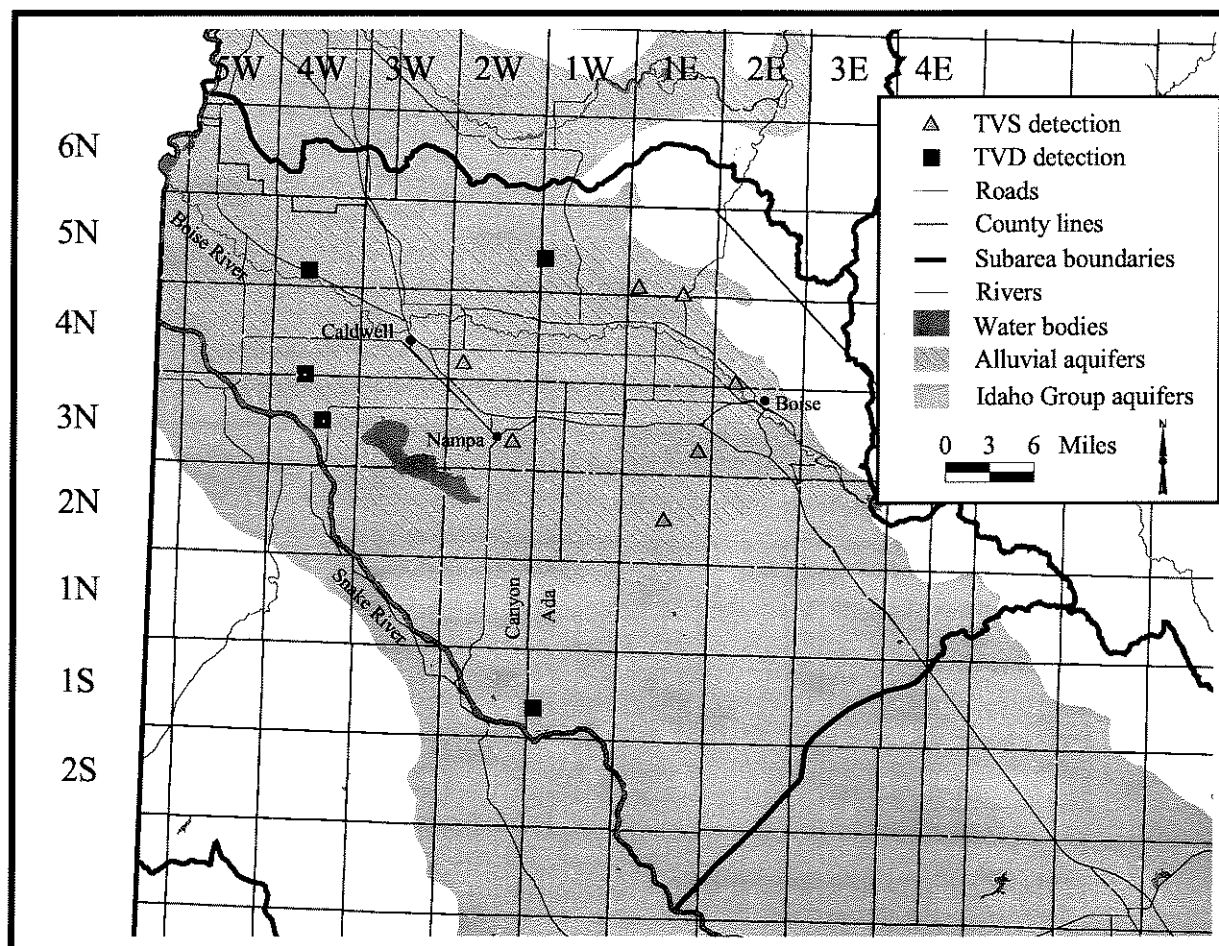 5W 4W 3W 2W 1W 1E 2E 3E 4E
6N
5N
4N
3N
2N
1N
1S
2S
Boise River
Caldwell
Nampa
Boise
Snake River
Canyon
Ada
TVS detection
TVD detection
Roads
County lines
Subarea boundaries
Rivers
Water bodies
Alluvial aquifers
Idaho Group aquifers
N
0 3 6 Miles